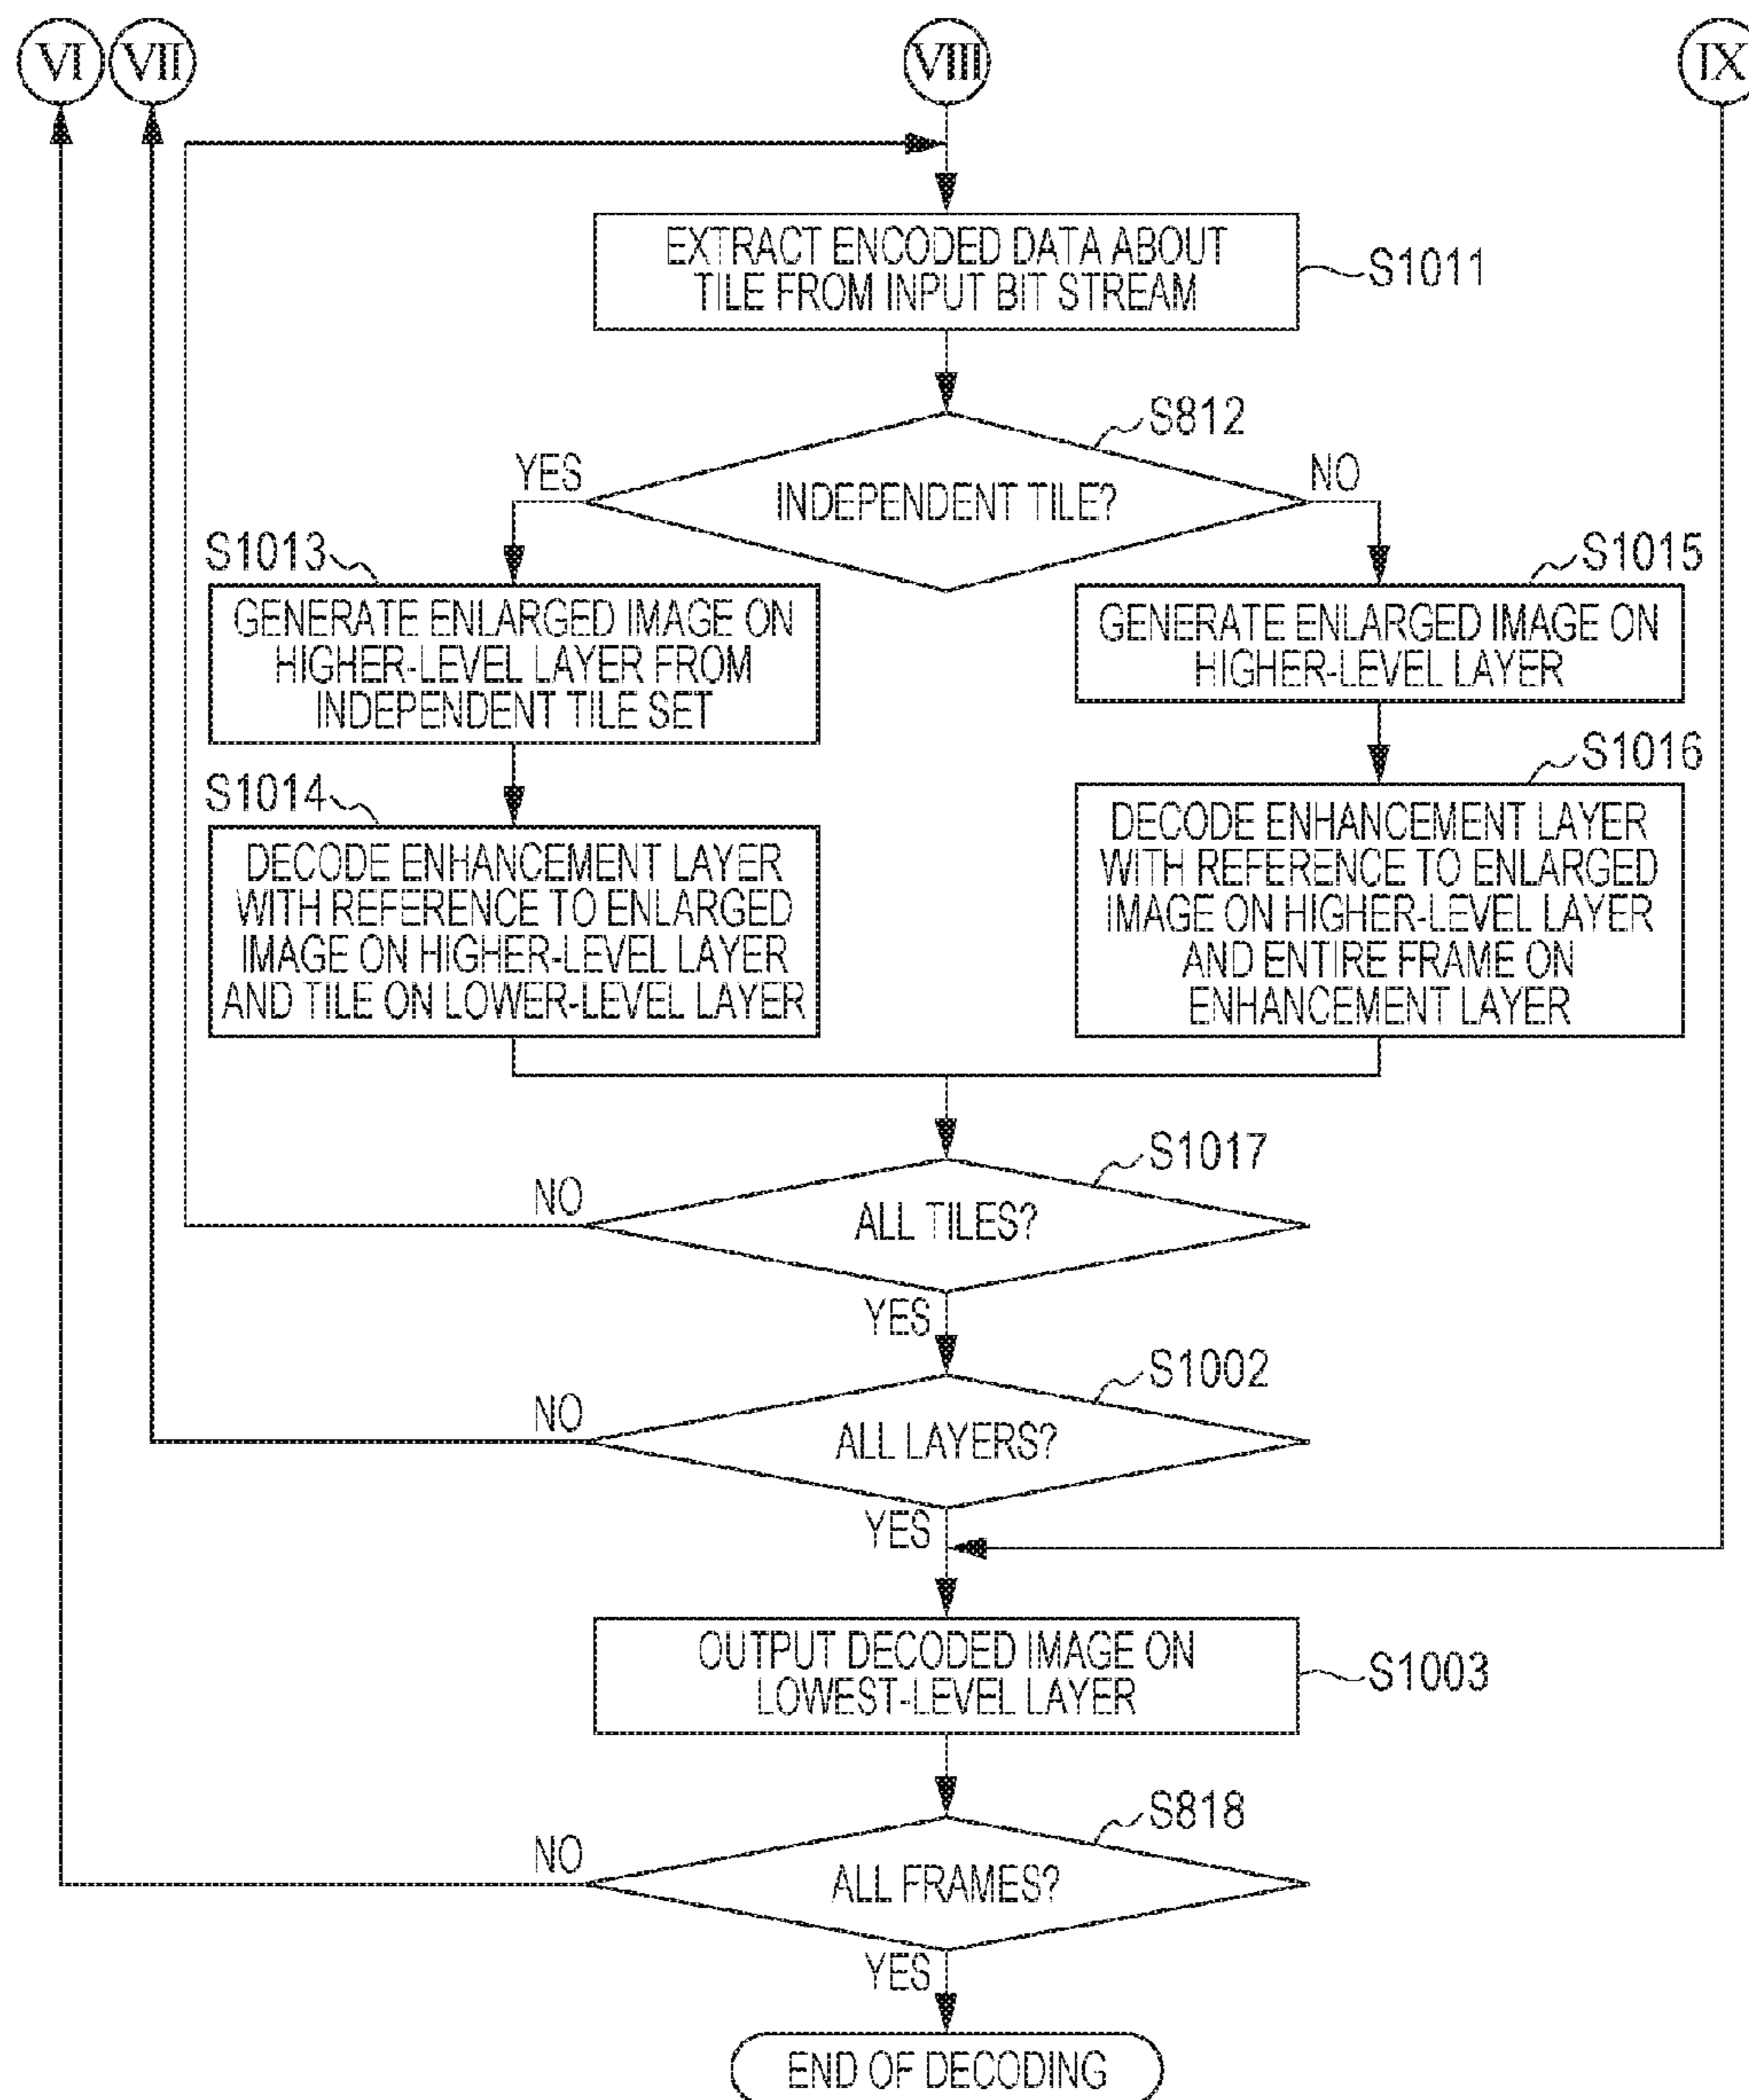 VI
VII
VIII
IX
EXTRACT ENCODED DATA ABOUT
TILE FROM INPUT BIT STREAM
S1011
S812
YES
INDEPENDENT TILE?
NO
S1013
GENERATE ENLARGED IMAGE ON
HIGHER-LEVEL LAYER FROM
INDEPENDENT TILE SET
S1015
GENERATE ENLARGED IMAGE ON
HIGHER-LEVEL LAYER
S1014
DECODE ENHANCEMENT LAYER
WITH REFERENCE TO ENLARGED
IMAGE ON HIGHER-LEVEL LAYER
AND TILE ON LOWER-LEVEL LAYER
S1016
DECODE ENHANCEMENT LAYER
WITH REFERENCE TO ENLARGED
IMAGE ON HIGHER-LEVEL LAYER
AND ENTIRE FRAME ON
ENHANCEMENT LAYER
S1017
NO
ALL TILES?
YES
S1002
NO
ALL LAYERS?
YES
OUTPUT DECODED IMAGE ON
LOWEST-LEVEL LAYER
S1003
S818
NO
ALL FRAMES?
YES
END OF DECODING